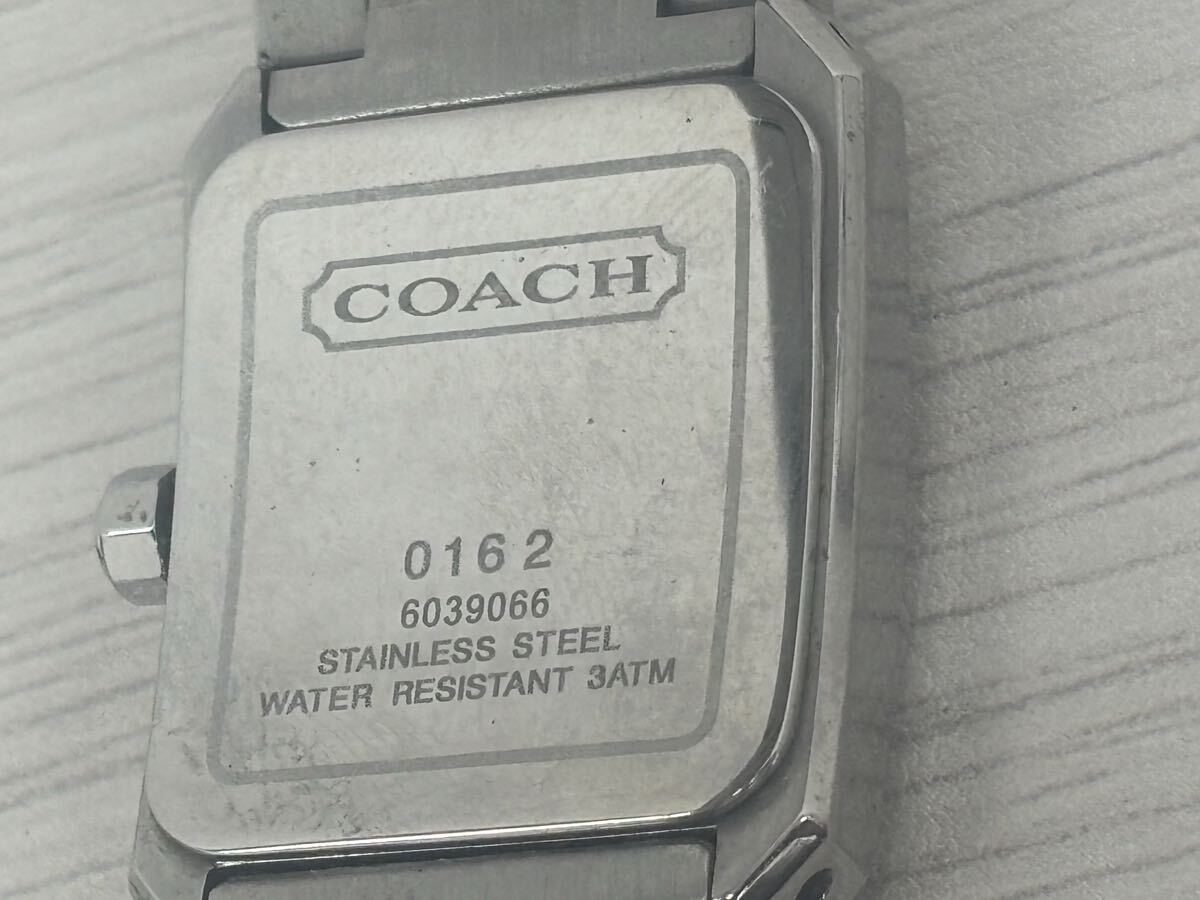 COACH
0162
6039066
STAINLESS STEEL
WATER RESISTANT 3ATM